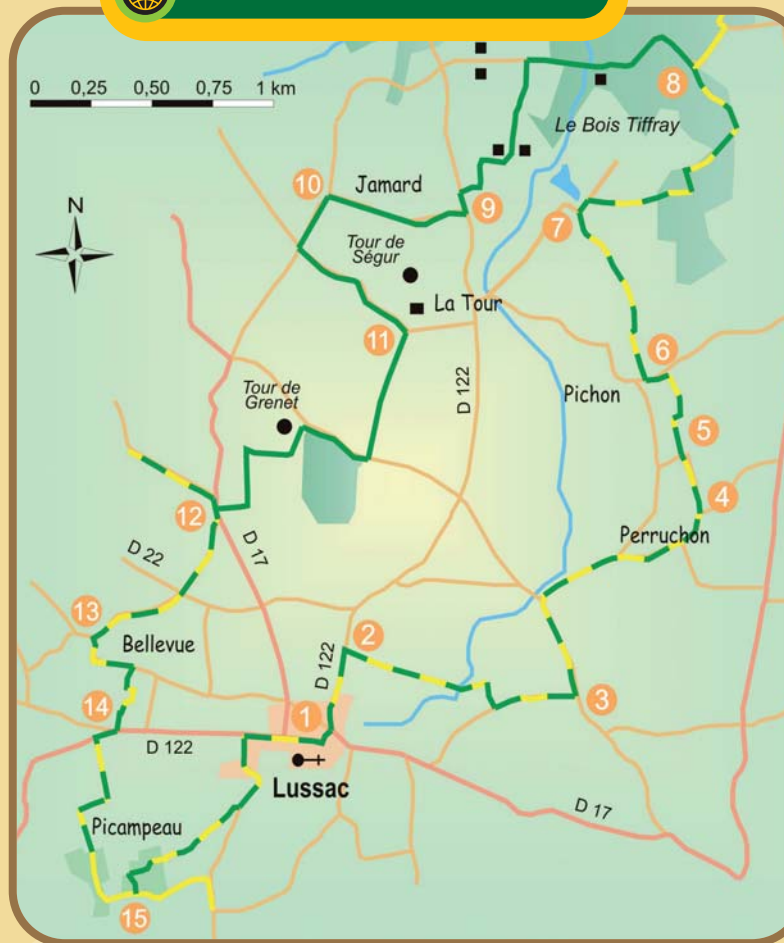 0 0,25 0,50 0,75 1 km
8
Le Bois Tiffray
10
Jamard
N
9
7
Tour de
Ségur
La Tour
11
6
D 122
Tour de
Grenet
Pichon
5
4
12
D 17
Perruchon
D 22
13
Bellevue
2
D 122
3
14
1
D 122
Lussac
D 17
Picampeau
15